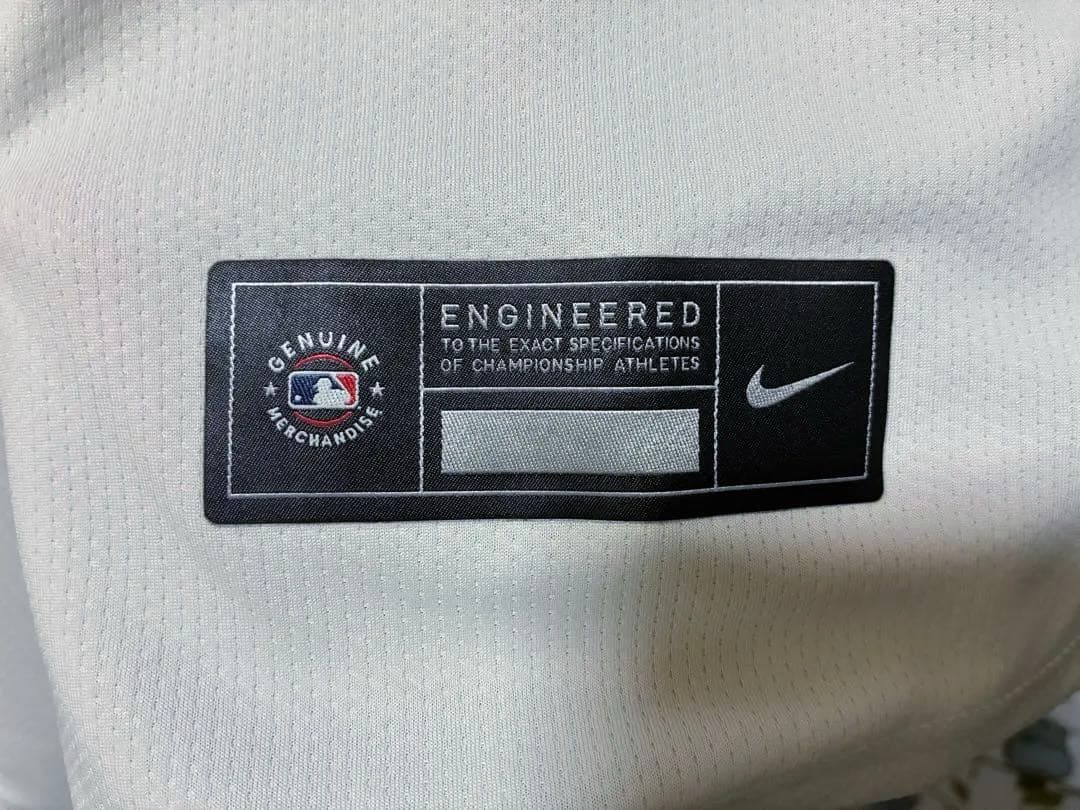 GENUINE
MERCHANDISE
ENGINEERED
TO THE EXACT SPECIFICATIONS
OF CHAMPIONSHIP ATHLETES